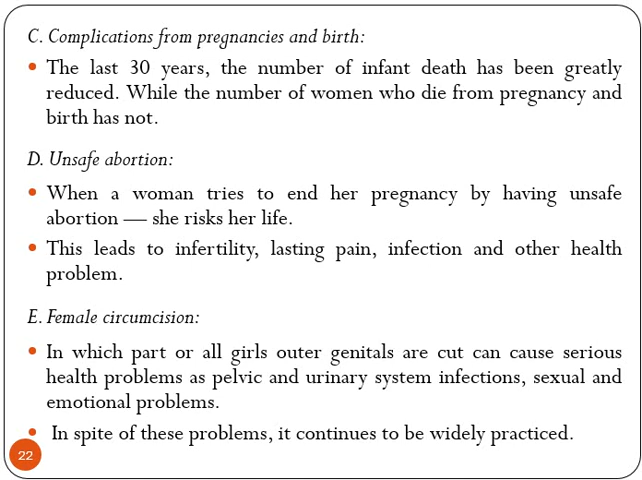 C. Complications from pregnancies and birth:
• The last 30 years, the number of infant death has been greatly
reduced. While the number of women who die from pregnancy and
birth has not.
D. Unsafe abortion:
• When a woman tries to end her pregnancy by having unsafe
abortion — she risks her life.
• This leads to infertility, lasting pain, infection and other health
problem.
E. Female circumcision:
• In which part or all girls outer genitals are cut can cause serious
health problems as pelvic and urinary system infections, sexual and
emotional problems.
• In spite of these problems, it continues to be widely practiced.
22